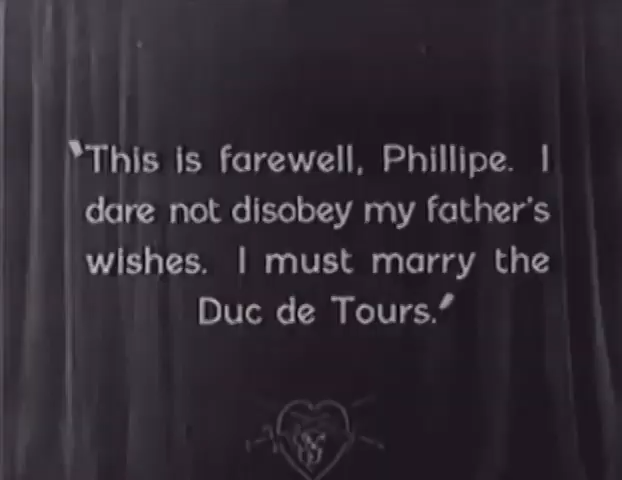 "This is farewell, Phillipe. I
dare not disobey my father's
wishes. I must marry the
Duc de Tours."